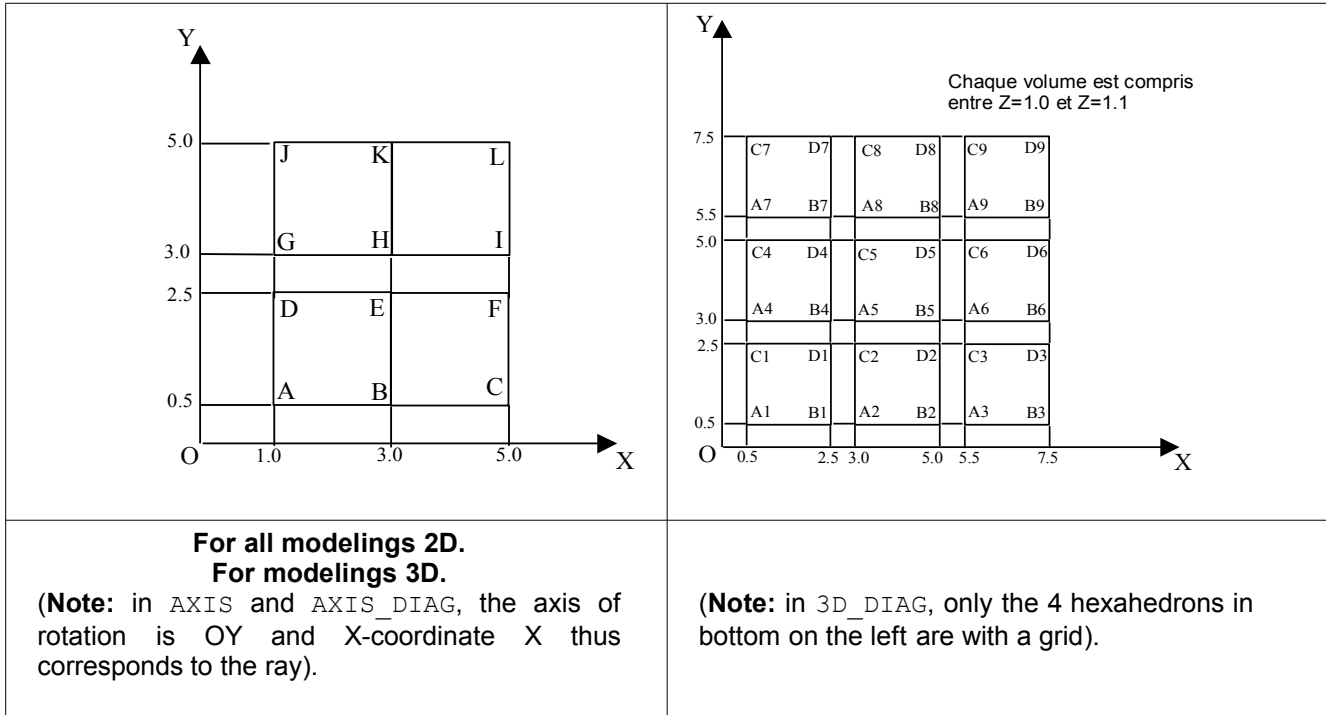 Y
5.0
J K L
3.0
G H I
2.5
D E F
0.5
A B C
O 1.0 3.0 5.0 X
For all modelings 2D.
For modelings 3D.
(Note: in AXIS and AXIS_DIAG, the axis of
rotation is OY and X-coordinate X thus
corresponds to the ray).
Y
Chaque volume est compris
entre Z=1.0 et Z=1.1
7.5
C7 D7 C8 D8 C9 D9
A7 B7 A8 B8 A9 B9
5.5
5.0
C4 D4 C5 D5 C6 D6
A4 B4 A5 B5 A6 B6
3.0
2.5
C1 D1 C2 D2 C3 D3
A1 B1 A2 B2 A3 B3
0.5
O 0.5 2.5 3.0 5.0 5.5 7.5 X
(Note: in 3D_DIAG, only the 4 hexahedrons in
bottom on the left are with a grid).